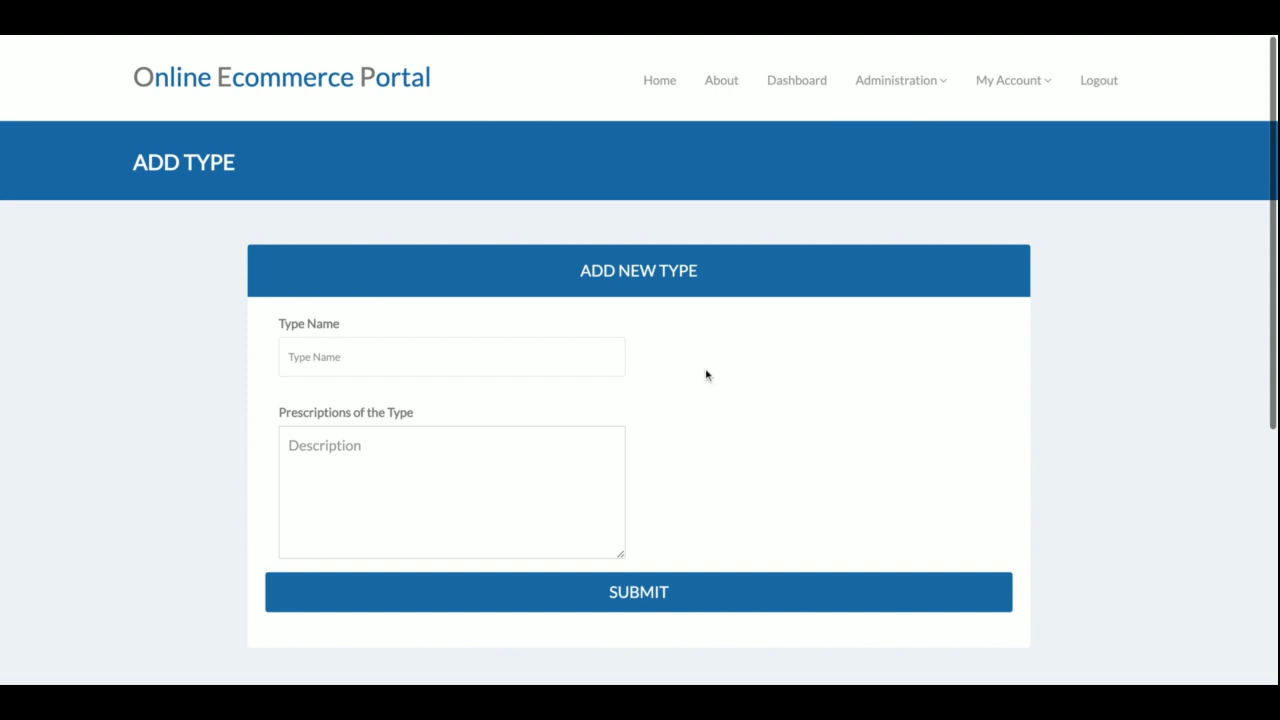 Online Ecommerce Portal
Home About Dashboard Administration My Account Logout
ADD TYPE
ADD NEW TYPE
Type Name
Type Name
Prescriptions of the Type
Description
SUBMIT